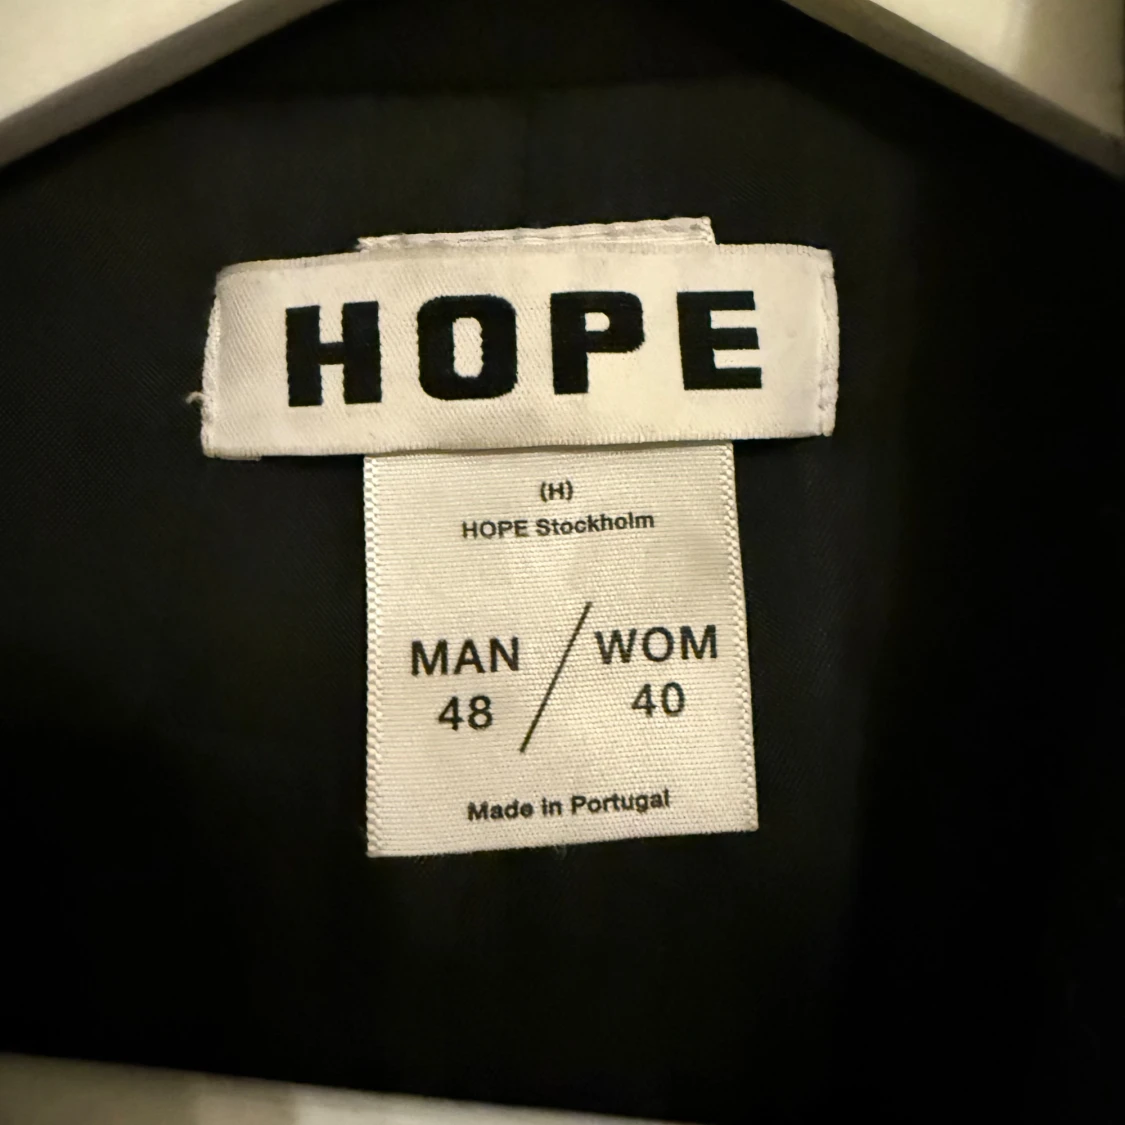 HOPE
(H)
HOPE Stockholm
MAN / WOM
48 40
Made in Portugal